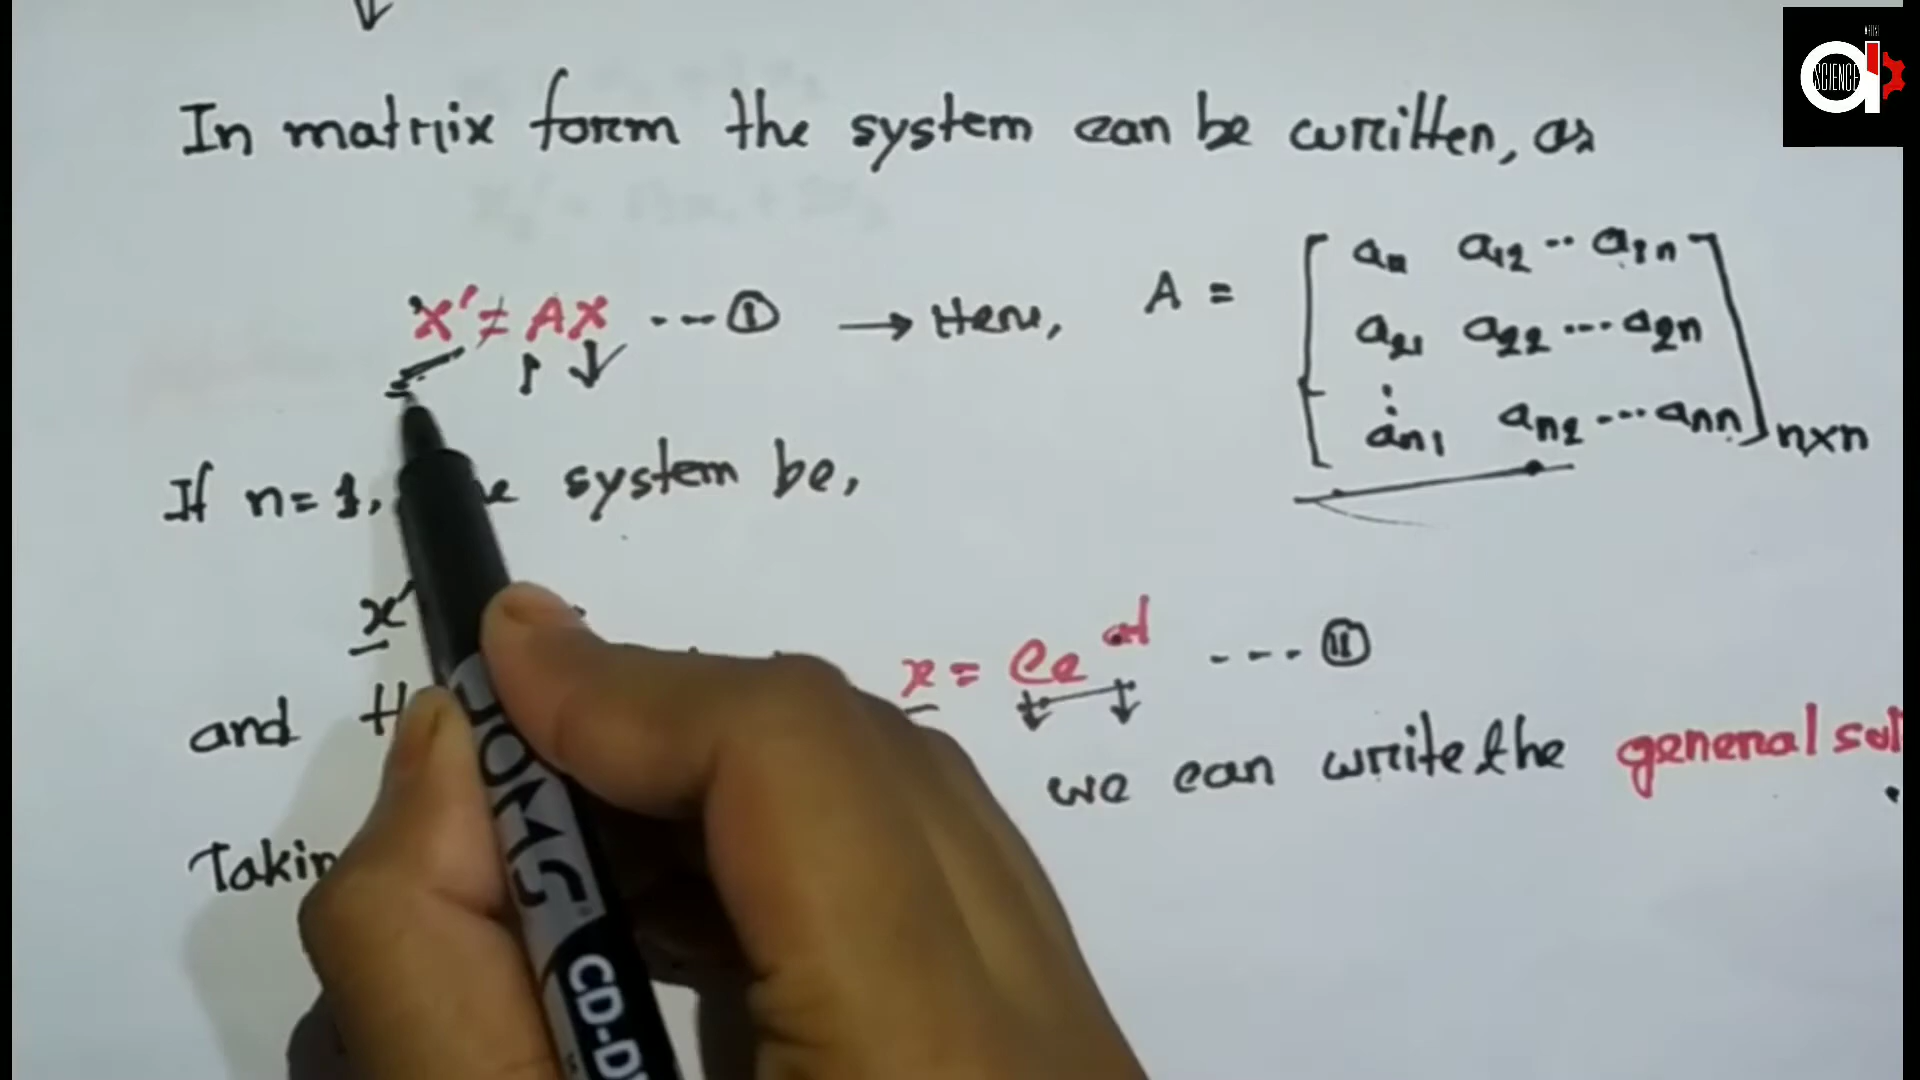 In matrix form the system can be written, as
X' = AX ---① → Here, A = [a11 a12 ·· a1n
a21 a22 ···· a2n
an1 an2 ···· ann] n×n
If n=1, system be,
x'
x = Ce^at ----②
and we can write the general
Takin
CD-
SCIENCE